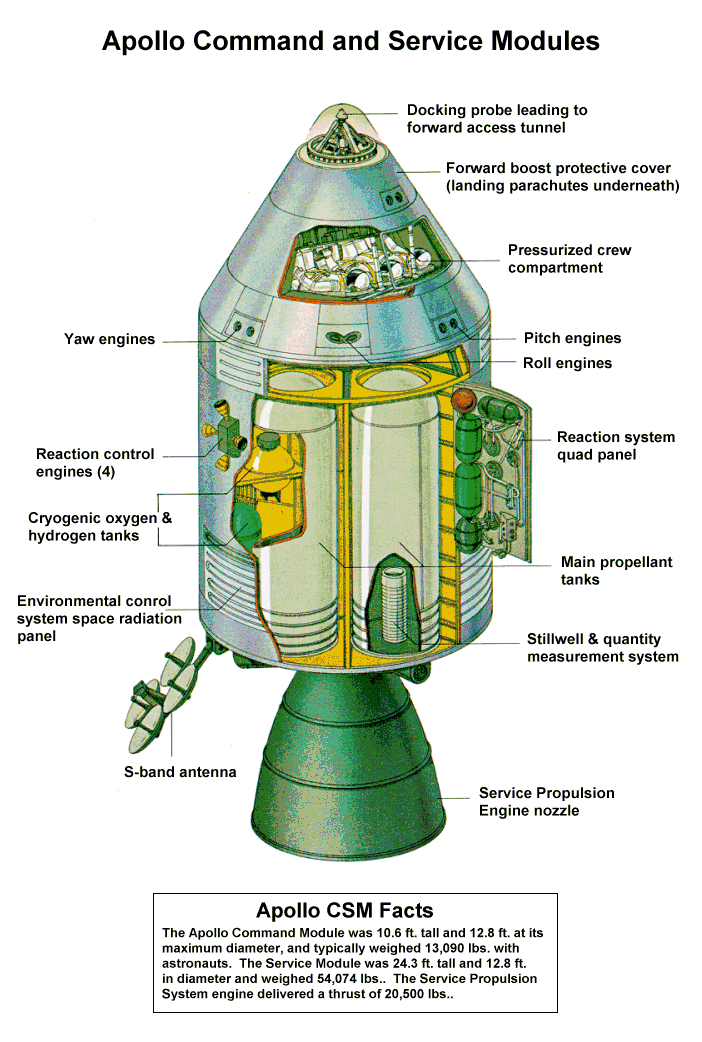 Apollo Command and Service Modules
Docking probe leading to
forward access tunnel
Forward boost protective cover
(landing parachutes underneath)
Pressurized crew
compartment
Yaw engines
Pitch engines
Roll engines
Reaction control
engines (4)
Reaction system
quad panel
Cryogenic oxygen &
hydrogen tanks
Main propellant
tanks
Environmental conrol
system space radiation
panel
Stillwell & quantity
measurement system
S-band antenna
Service Propulsion
Engine nozzle
Apollo CSM Facts
The Apollo Command Module was 10.6 ft. tall and 12.8 ft. at its
maximum diameter, and typically weighed 13,090 lbs. with
astronauts. The Service Module was 24.3 ft. tall and 12.8 ft.
in diameter and weighed 54,074 lbs.. The Service Propulsion
System engine delivered a thrust of 20,500 lbs..